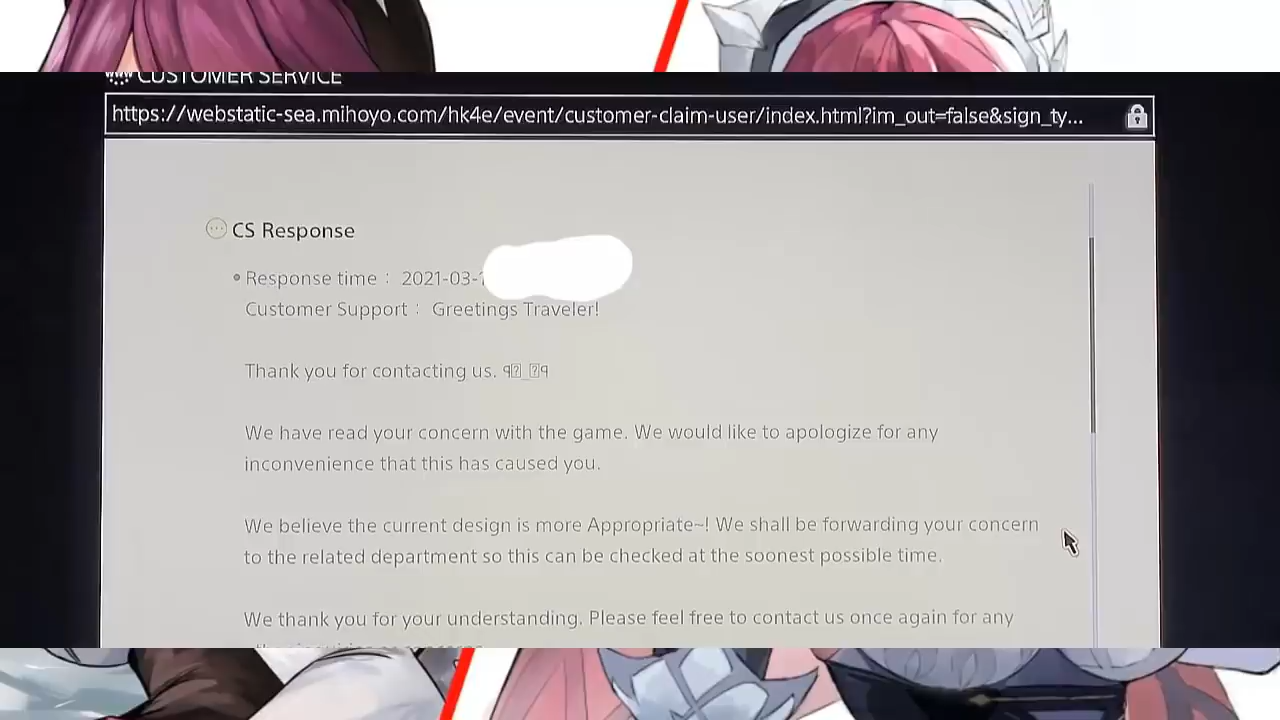 CUSTOMER SERVICE
https://webstatic-sea.mihoyo.com/hk4e/event/customer-claim-user/index.html?im_out=false&sign_ty...
CS Response
Response time : 2021-03-
Customer Support : Greetings Traveler!
Thank you for contacting us. q⍰_⍰q
We have read your concern with the game. We would like to apologize for any
inconvenience that this has caused you.
We believe the current design is more Appropriate~! We shall be forwarding your concern
to the related department so this can be checked at the soonest possible time.
We thank you for your understanding. Please feel free to contact us once again for any